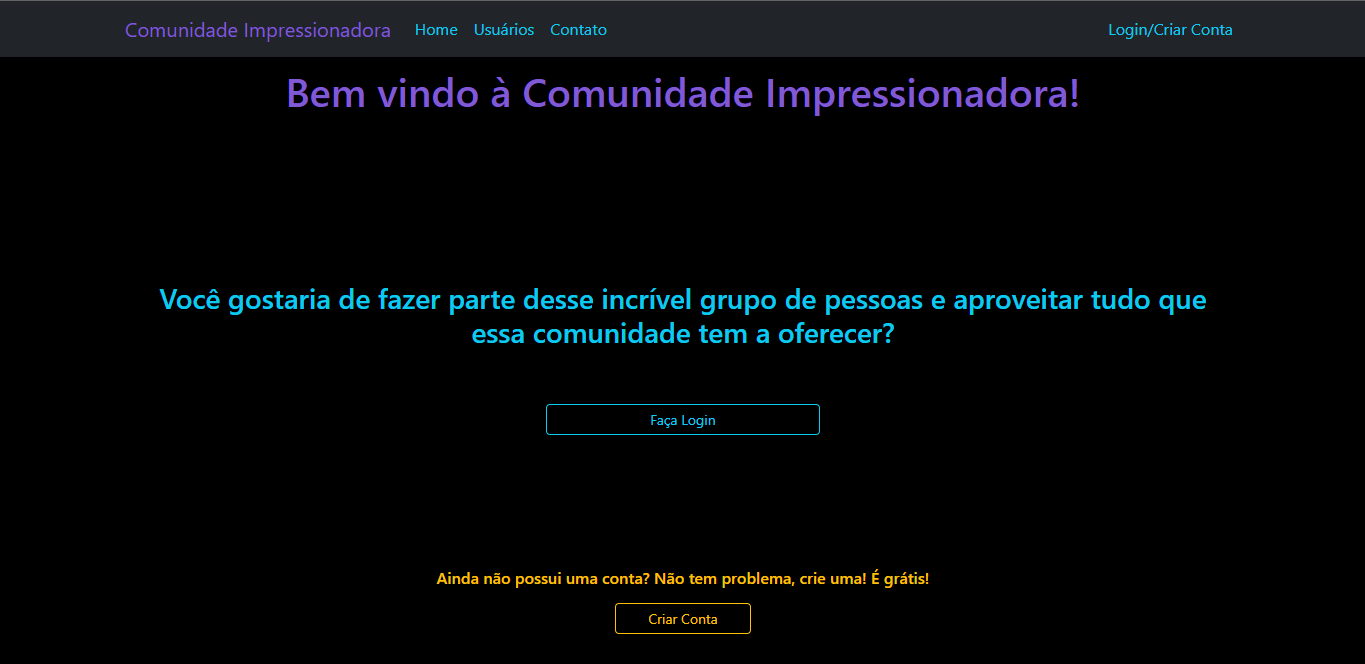 Comunidade Impressionadora Home Usuários Contato Login/Criar Conta
Bem vindo à Comunidade Impressionadora!
Você gostaria de fazer parte desse incrível grupo de pessoas e aproveitar tudo que
essa comunidade tem a oferecer?
Faça Login
Ainda não possui uma conta? Não tem problema, crie uma! É grátis!
Criar Conta